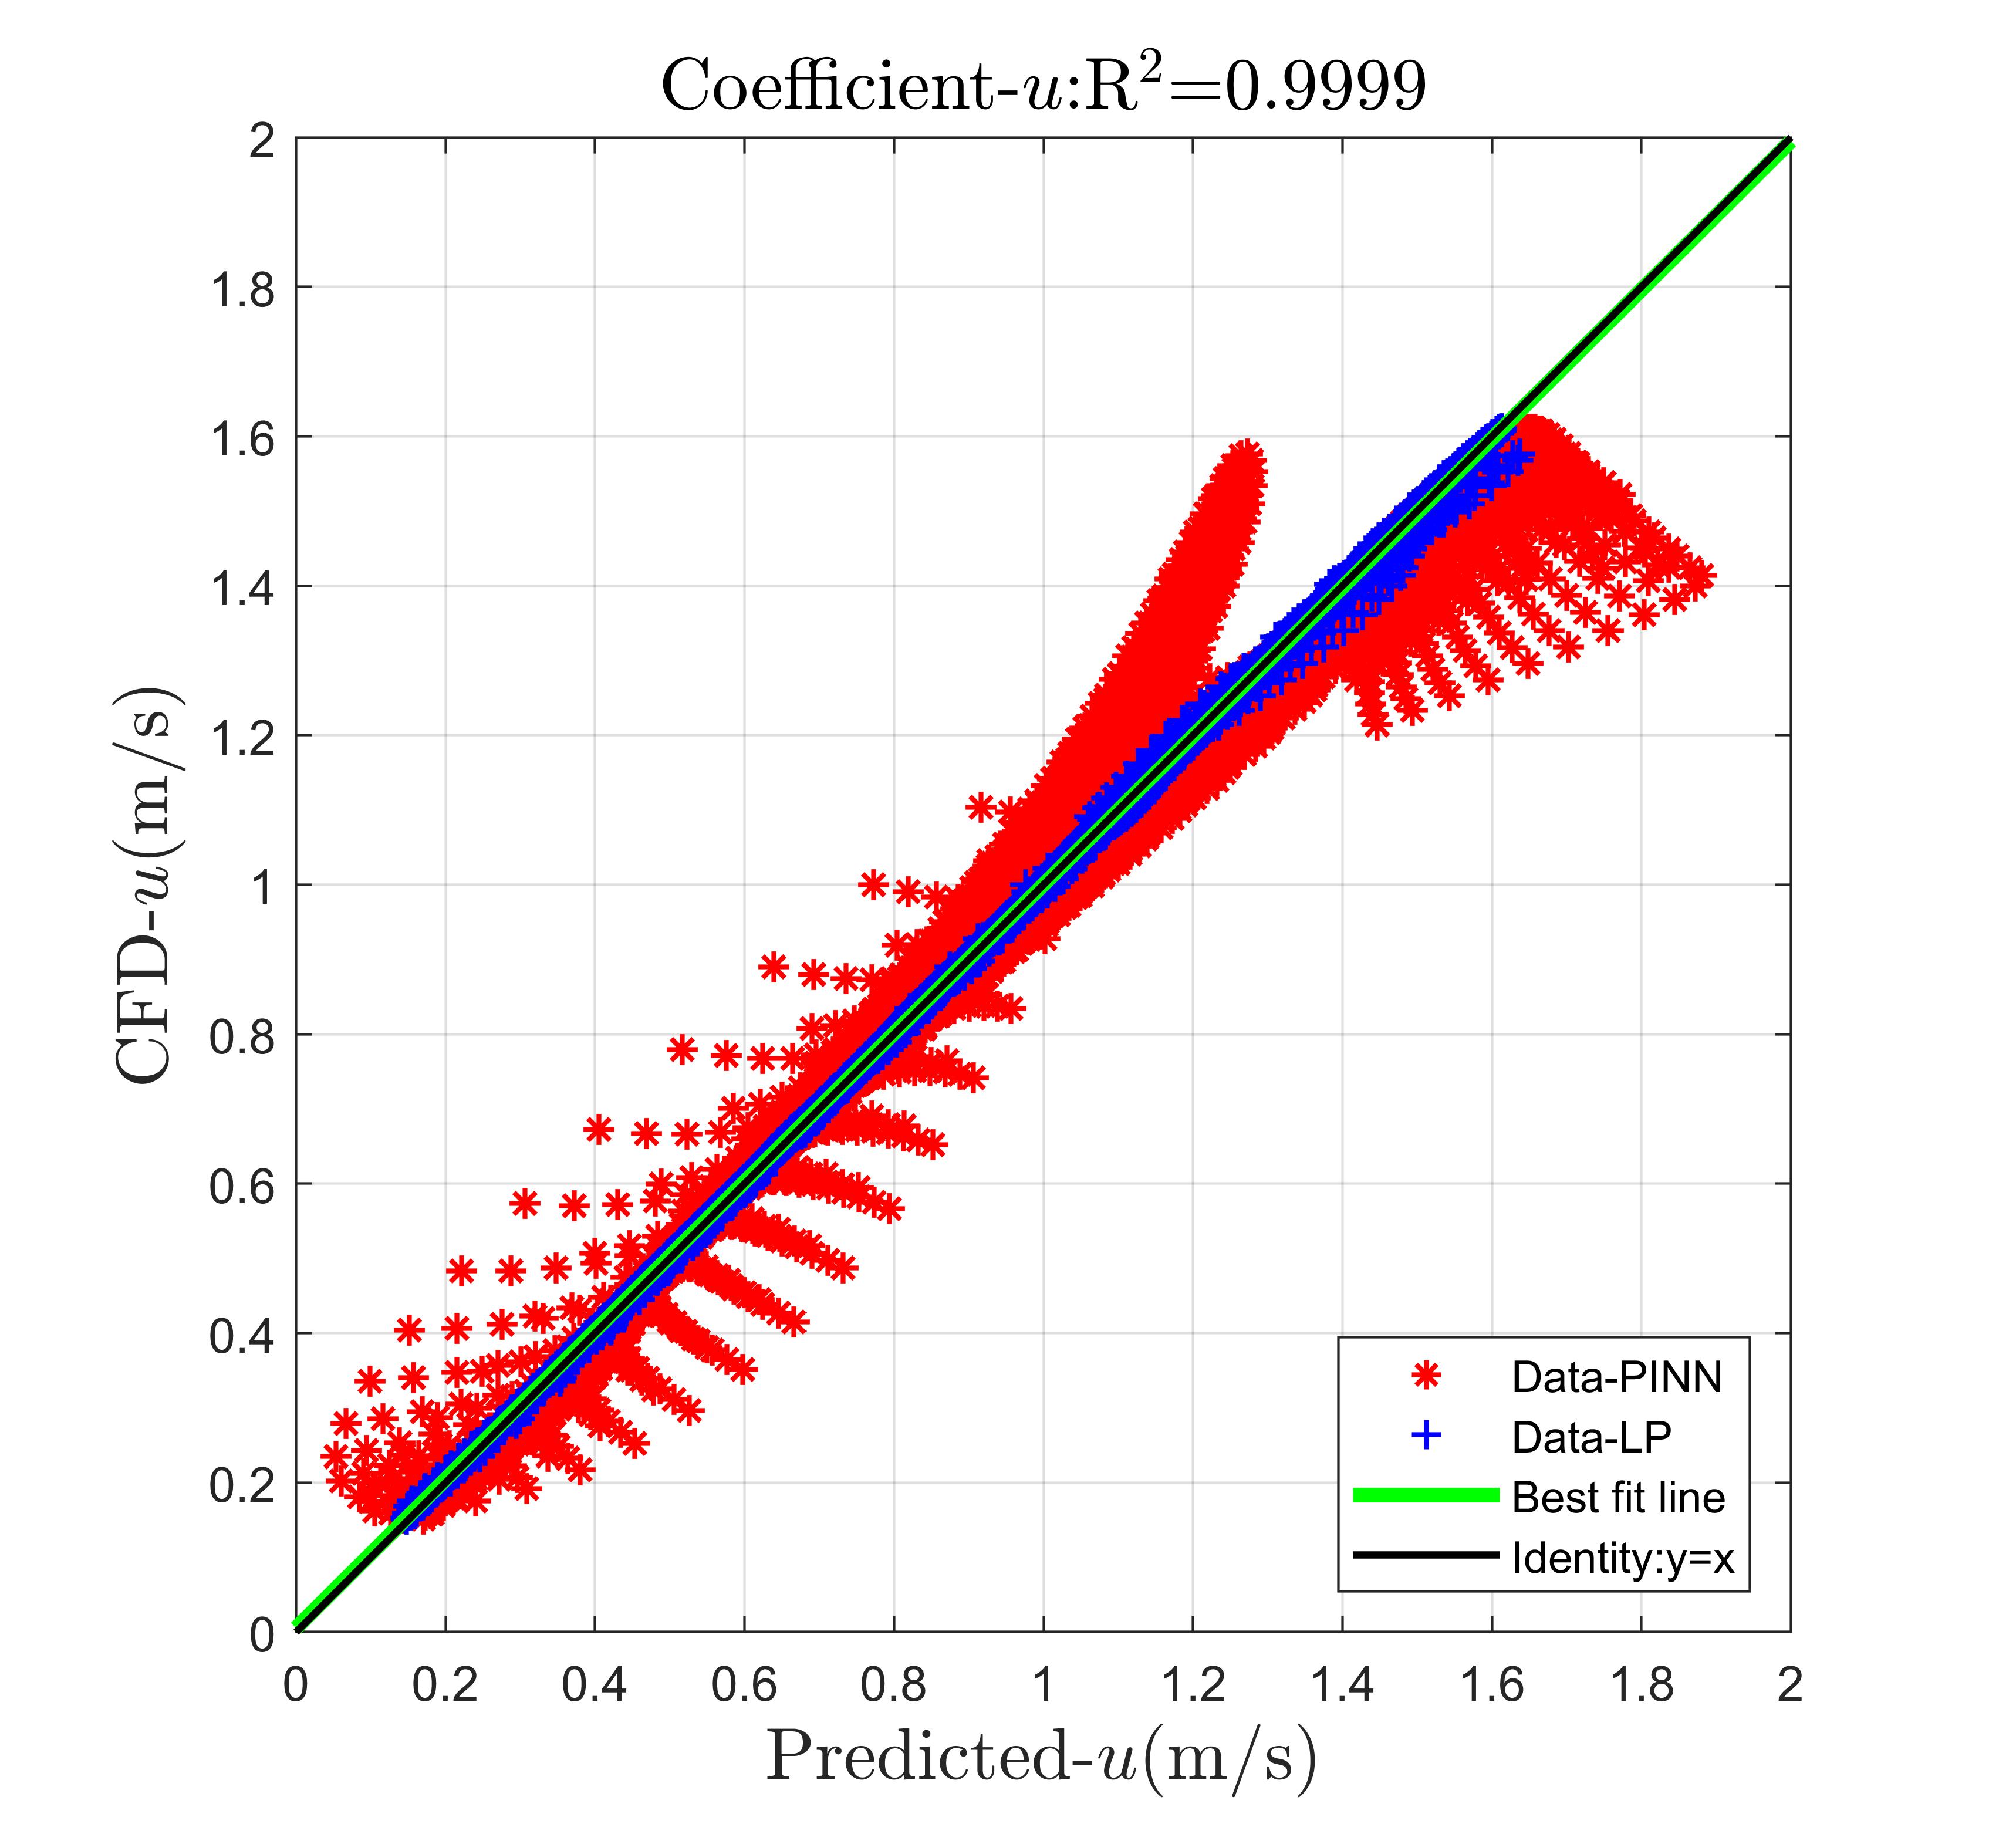 Coefficient-u:R²=0.9999
2
1.8
1.6
1.4
1.2
1
0.8
0.6
0.4
0.2
0
CFD-u(m/s)
Data-PINN
Data-LP
Best fit line
Identity:y=x
0 0.2 0.4 0.6 0.8 1 1.2 1.4 1.6 1.8 2
Predicted-u(m/s)